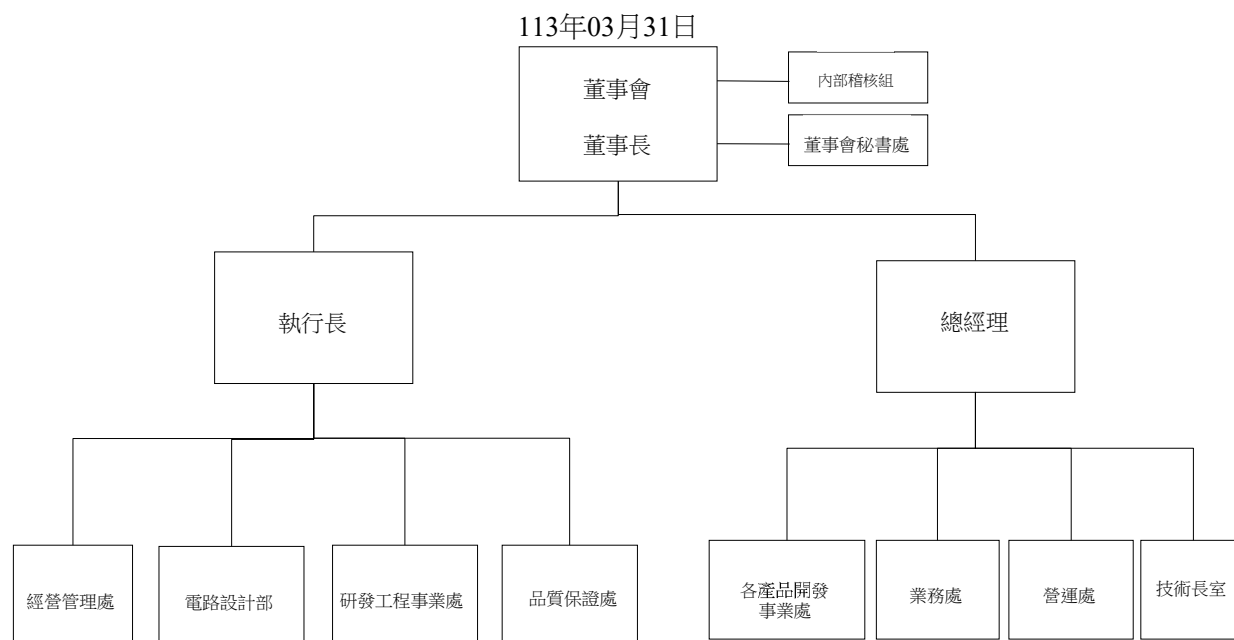 113年03月31日
董事會
董事長
內部稽核組
董事會秘書處
執行長
總經理
經營管理處
電路設計部
研發工程事業處
品質保證處
各產品開發
事業處
業務處
營運處
技術長室